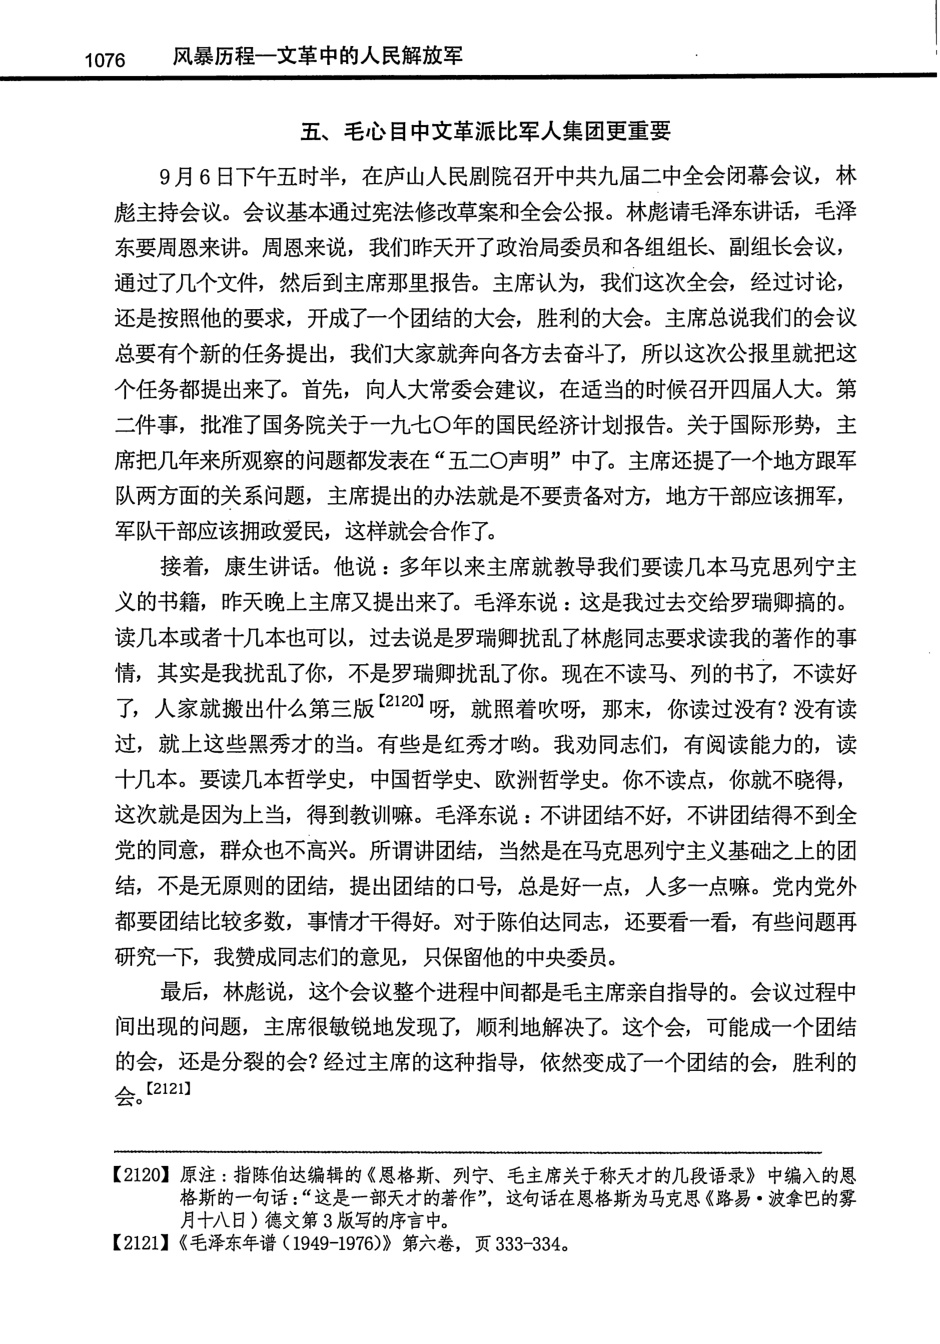 1076 风暴历程—文革中的人民解放军
五、毛心目中文革派比军人集团更重要
9月6日下午五时半，在庐山人民剧院召开中共九届二中全会闭幕会议，林
彪主持会议。会议基本通过宪法修改草案和全会公报。林彪请毛泽东讲话，毛泽
东要周恩来讲。周恩来说，我们昨天开了政治局委员和各组组长、副组长会议，
通过了几个文件，然后到主席那里报告。主席认为，我们这次全会，经过讨论，
还是按照他的要求，开成了一个团结的大会，胜利的大会。主席总说我们的会议
总要有个新的任务提出，我们大家就奔向各方去奋斗了，所以这次公报里就把这
个任务都提出来了。首先，向人大常委会建议，在适当的时候召开四届人大。第
二件事，批准了国务院关于一九七〇年的国民经济计划报告。关于国际形势，主
席把几年来所观察的问题都发表在“五二〇声明”中了。主席还提了一个地方跟军
队两方面的关系问题，主席提出的办法就是不要责备对方，地方干部应该拥军，
军队干部应该拥政爱民，这样就会合作了。
接着，康生讲话。他说：多年以来主席就教导我们要读几本马克思列宁主
义的书籍，昨天晚上主席又提出来了。毛泽东说：这是我过去交给罗瑞卿搞的。
读几本或者十几本也可以，过去说是罗瑞卿扰乱了林彪同志要求读我的著作的事
情，其实是我扰乱了你，不是罗瑞卿扰乱了你。现在不读马、列的书了，不读好
了，人家就搬出什么第三版【2120】呀，就照着吹呀，那末，你读过没有？没有读
过，就上这些黑秀才的当。有些是红秀才哟。我劝同志们，有阅读能力的，读
十几本。要读几本哲学史，中国哲学史、欧洲哲学史。你不读点，你就不晓得，
这次就是因为上当，得到教训嘛。毛泽东说：不讲团结不好，不讲团结得不到全
党的同意，群众也不高兴。所谓讲团结，当然是在马克思列宁主义基础之上的团
结，不是无原则的团结，提出团结的口号，总是好一点，人多一点嘛。党内党外
都要团结比较多数，事情才干得好。对于陈伯达同志，还要看一看，有些问题再
研究一下，我赞成同志们的意见，只保留他的中央委员。
最后，林彪说，这个会议整个进程中间都是毛主席亲自指导的。会议过程中
间出现的问题，主席很敏锐地发现了，顺利地解决了。这个会，可能成一个团结
的会，还是分裂的会？经过主席的这种指导，依然变成了一个团结的会，胜利的
会。【2121】
【2120】原注：指陈伯达编辑的《恩格斯、列宁、毛主席关于称天才的几段语录》中编入的恩
格斯的一句话：“这是一部天才的著作”，这句话在恩格斯为马克思《路易·波拿巴的雾
月十八日）德文第3版写的序言中。
【2121】《毛泽东年谱（1949-1976）》第六卷，页333-334。